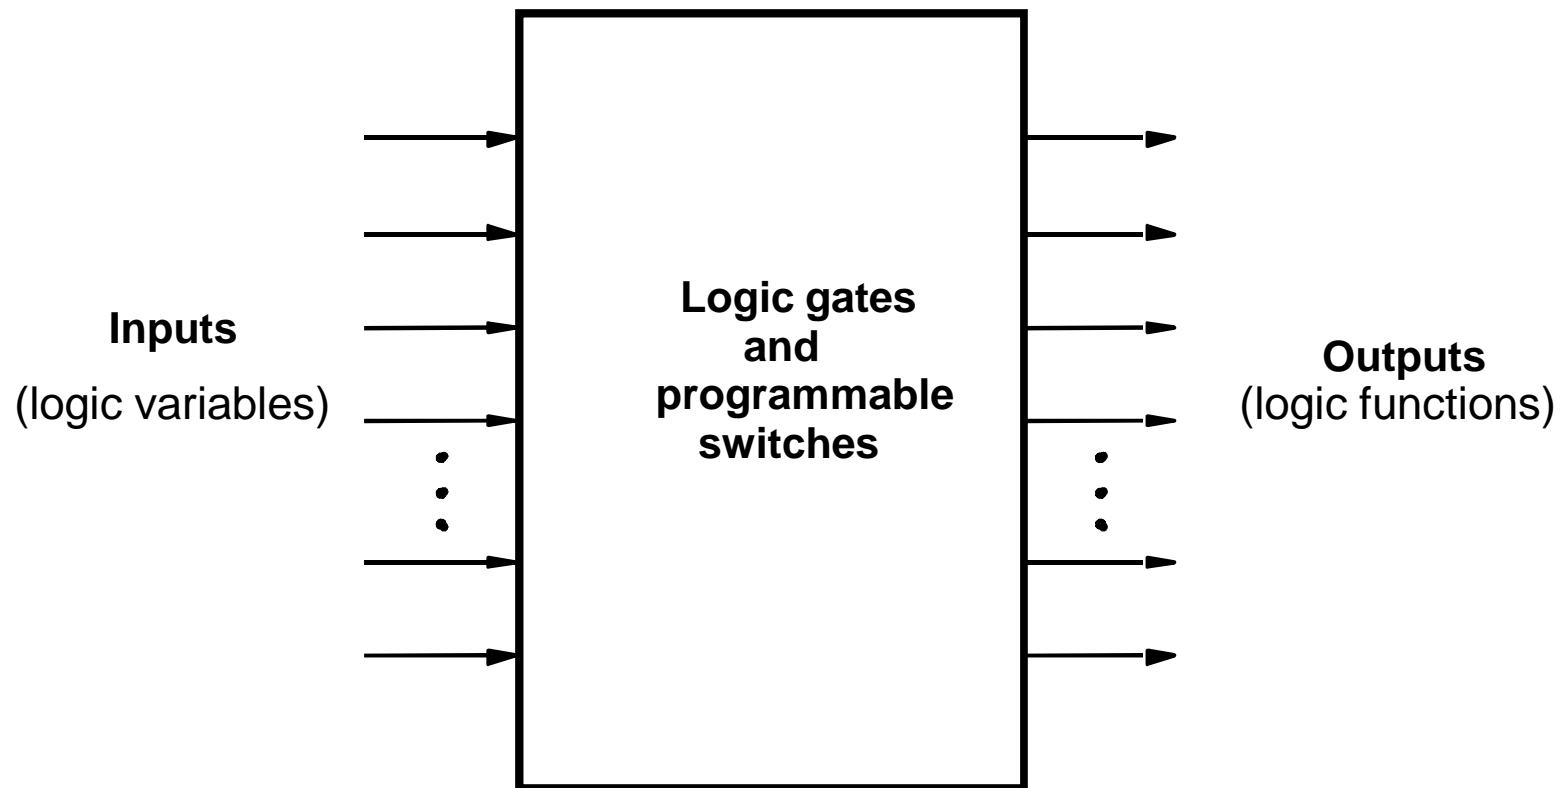 Inputs
(logic variables)
Logic gates
and
programmable
switches
Outputs
(logic functions)